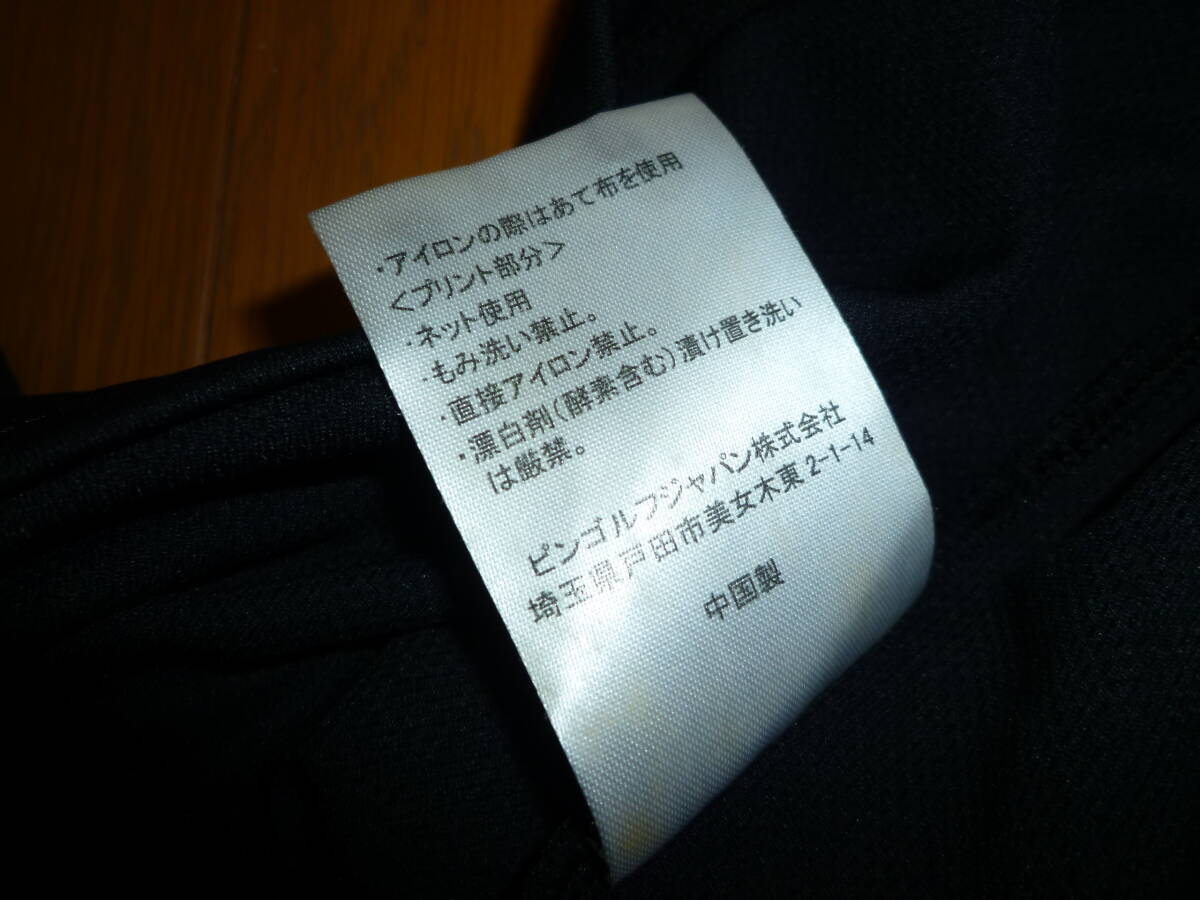 ・アイロンの際はあて布を使用
＜プリント部分＞
・ネット使用
・もみ洗い禁止。
・直接アイロン禁止。
・漂白剤(酵素含む)漬け置き洗い
は厳禁。
ピンゴルフジャパン株式会社
埼玉県戸田市美女木東2-1-14
中国製